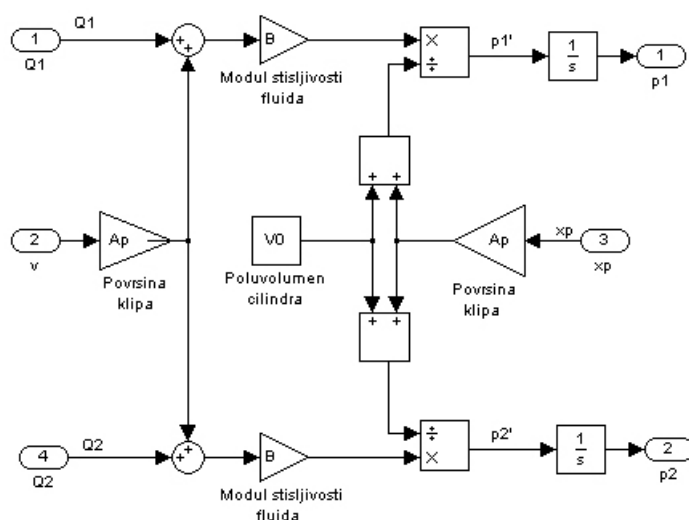 Q1
1
Q1
+
+
B
Modul stisljivosti
fluida
×
÷
p1'
1
s
1
p1
+ +
2
v
Ap
Povrsina
klipa
V0
Poluvolumen
cilindra
Ap
Povrsina
klipa
xp
3
xp
+ +
Q2
4
Q2
+
+
B
Modul stisljivosti
fluida
÷
×
p2'
1
s
2
p2